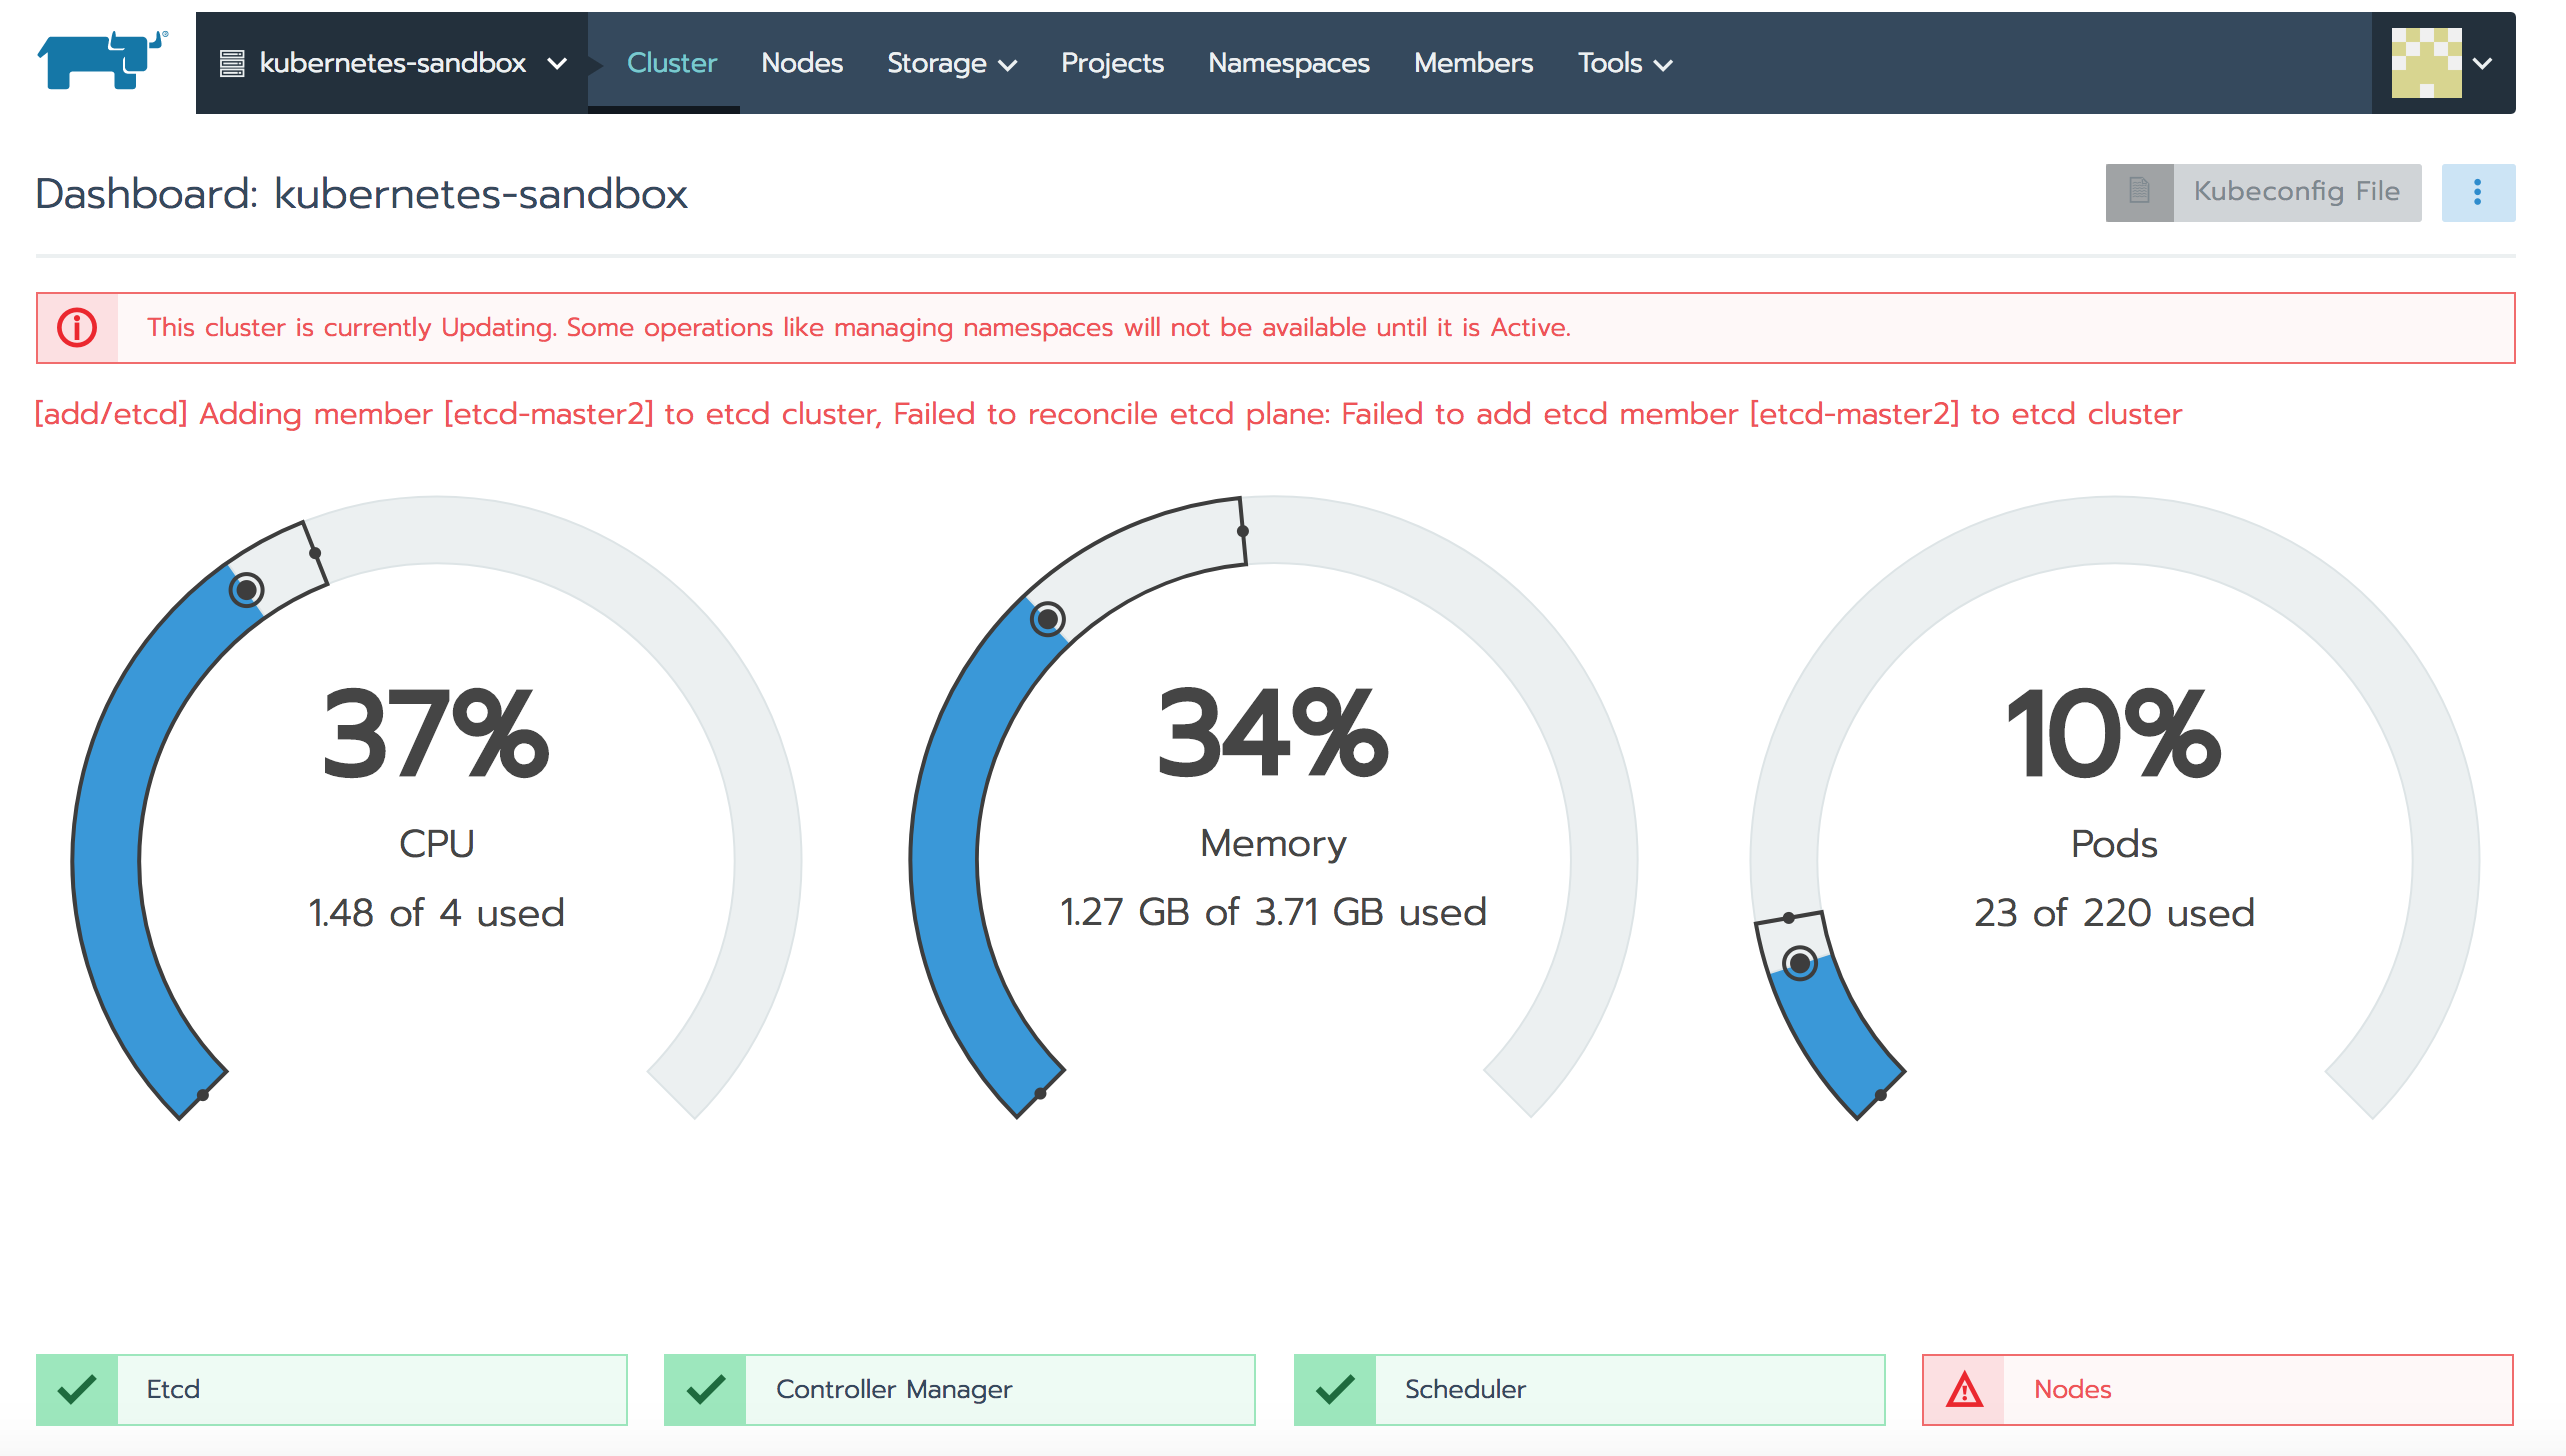 kubernetes-sandbox Cluster Nodes Storage Projects Namespaces Members Tools
Dashboard: kubernetes-sandbox
Kubeconfig File
This cluster is currently Updating. Some operations like managing namespaces will not be available until it is Active.
[add/etcd] Adding member [etcd-master2] to etcd cluster, Failed to reconcile etcd plane: Failed to add etcd member [etcd-master2] to etcd cluster
37%
CPU
1.48 of 4 used
34%
Memory
1.27 GB of 3.71 GB used
10%
Pods
23 of 220 used
Etcd
Controller Manager
Scheduler
Nodes